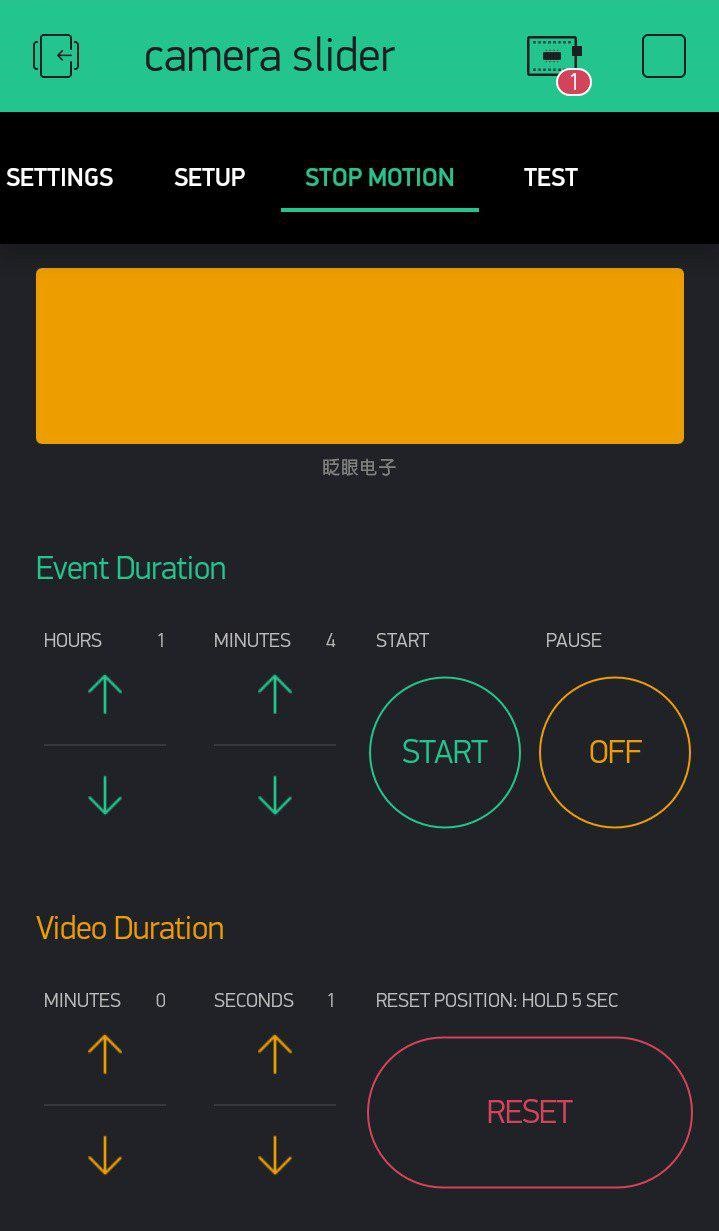 camera slider
1
SETTINGS SETUP STOP MOTION TEST
眨眼电子
Event Duration
HOURS 1 MINUTES 4 START PAUSE
START OFF
Video Duration
MINUTES 0 SECONDS 1 RESET POSITION: HOLD 5 SEC
RESET